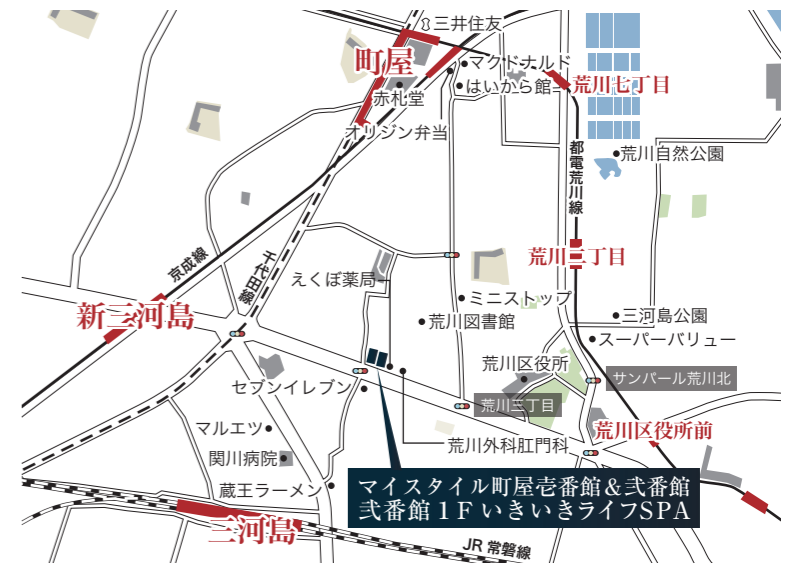 三井住友
町屋
マクドナルド
はいから館
荒川七丁目
赤札堂
オリジン弁当
都電荒川線
荒川自然公園
京成線
千代田線
荒川二丁目
えくぼ薬局
新三河島
ミニストップ
荒川図書館
三河島公園
スーパーバリュー
荒川区役所
サンパール荒川北
セブンイレブン
荒川三丁目
マルエツ
荒川区役所前
荒川外科肛門科
関川病院
蔵王ラーメン
マイスタイル町屋壱番館&弐番館
弐番館1FいきいきライフSPA
三河島
JR 常磐線